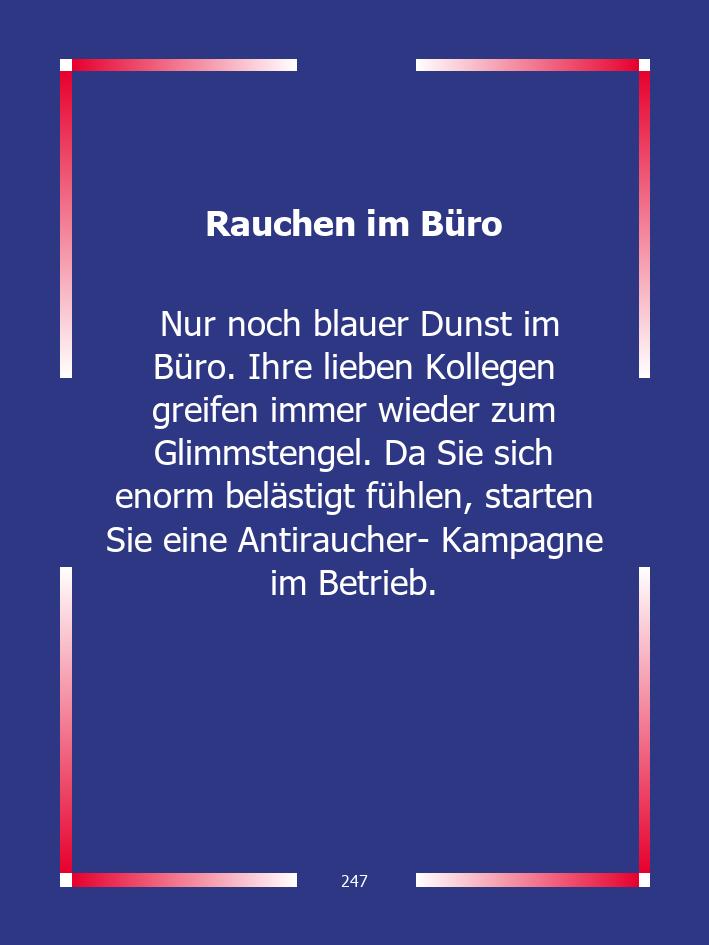 Rauchen im Büro
Nur noch blauer Dunst im
Büro. Ihre lieben Kollegen
greifen immer wieder zum
Glimmstengel. Da Sie sich
enorm belästigt fühlen, starten
Sie eine Antiraucher- Kampagne
im Betrieb.
247